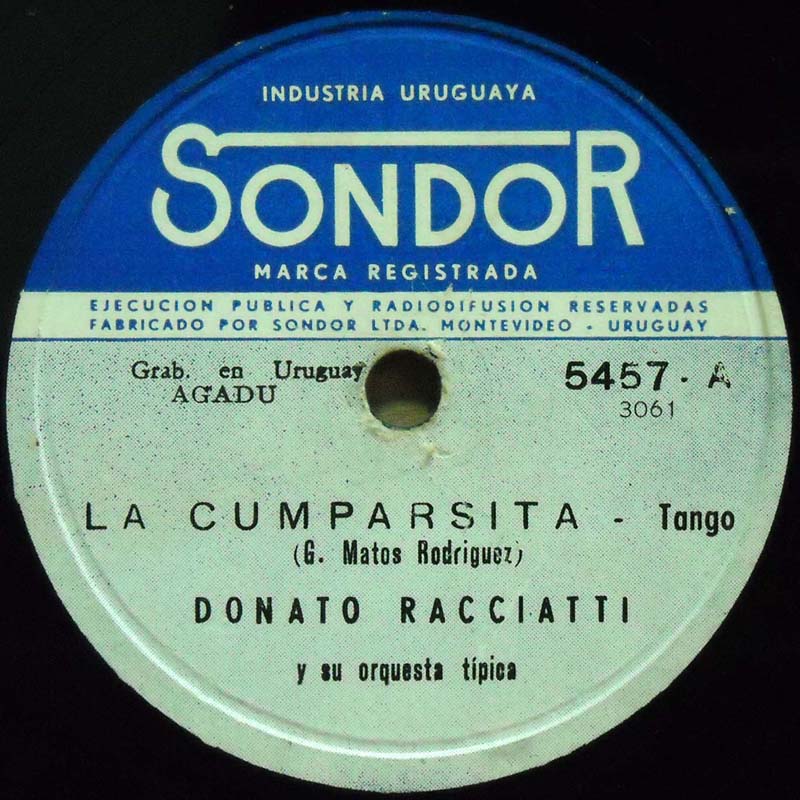 INDUSTRIA URUGUAYA
SONDOR
MARCA REGISTRADA
EJECUCION PUBLICA Y RADIODIFUSION RESERVADAS
FABRICADO POR SONDOR LTDA. MONTEVIDEO - URUGUAY
Grab. en Uruguay
AGADU
5457 · A
3061
LA CUMPARSITA - Tango
(G. Matos Rodriguez)
DONATO RACCIATTI
y su orquesta típica